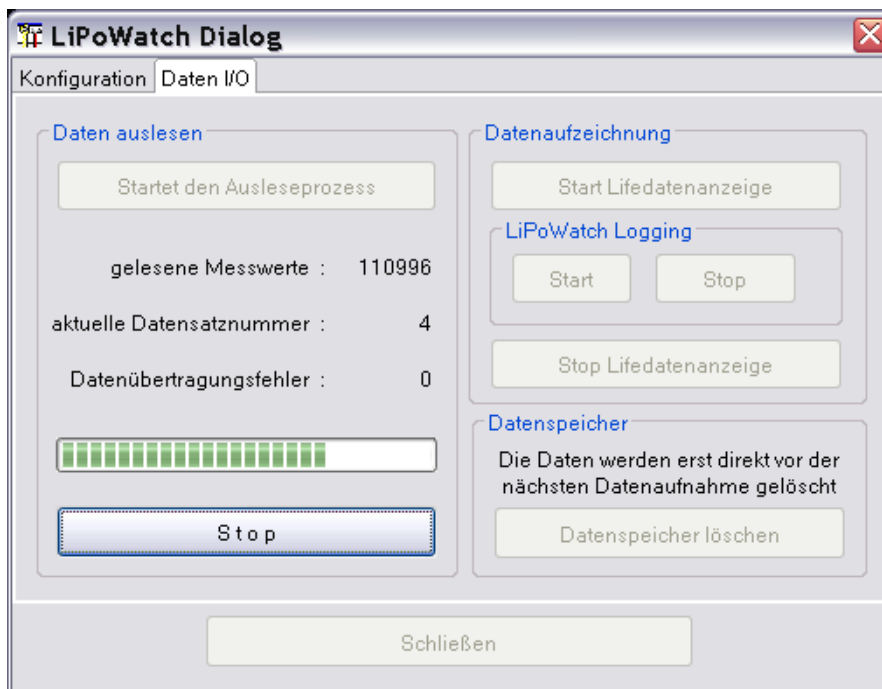 LiPoWatch Dialog
Konfiguration
Daten I/O
Daten auslesen
Startet den Ausleseprozess
gelesene Messwerte : 110996
aktuelle Datensatznummer : 4
Datenübertragungsfehler : 0
Stop
Datenaufzeichnung
Start Lifedatenanzeige
LiPoWatch Logging
Start
Stop
Stop Lifedatenanzeige
Datenspeicher
Die Daten werden erst direkt vor der
nächsten Datenaufnahme gelöscht
Datenspeicher löschen
Schließen